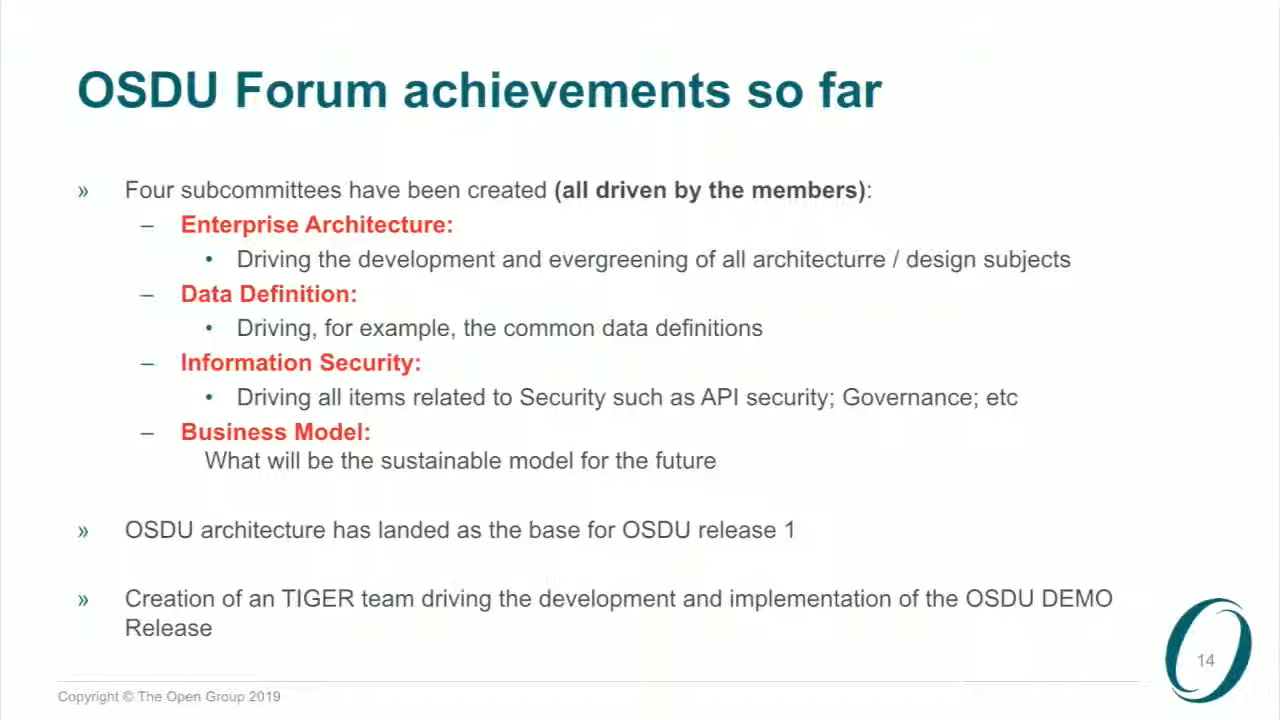 OSDU Forum achievements so far
» Four subcommittees have been created (all driven by the members):
– Enterprise Architecture:
• Driving the development and evergreening of all architecturre / design subjects
– Data Definition:
• Driving, for example, the common data definitions
– Information Security:
• Driving all items related to Security such as API security; Governance; etc
– Business Model:
What will be the sustainable model for the future
» OSDU architecture has landed as the base for OSDU release 1
» Creation of an TIGER team driving the development and implementation of the OSDU DEMO
Release
14
Copyright © The Open Group 2019